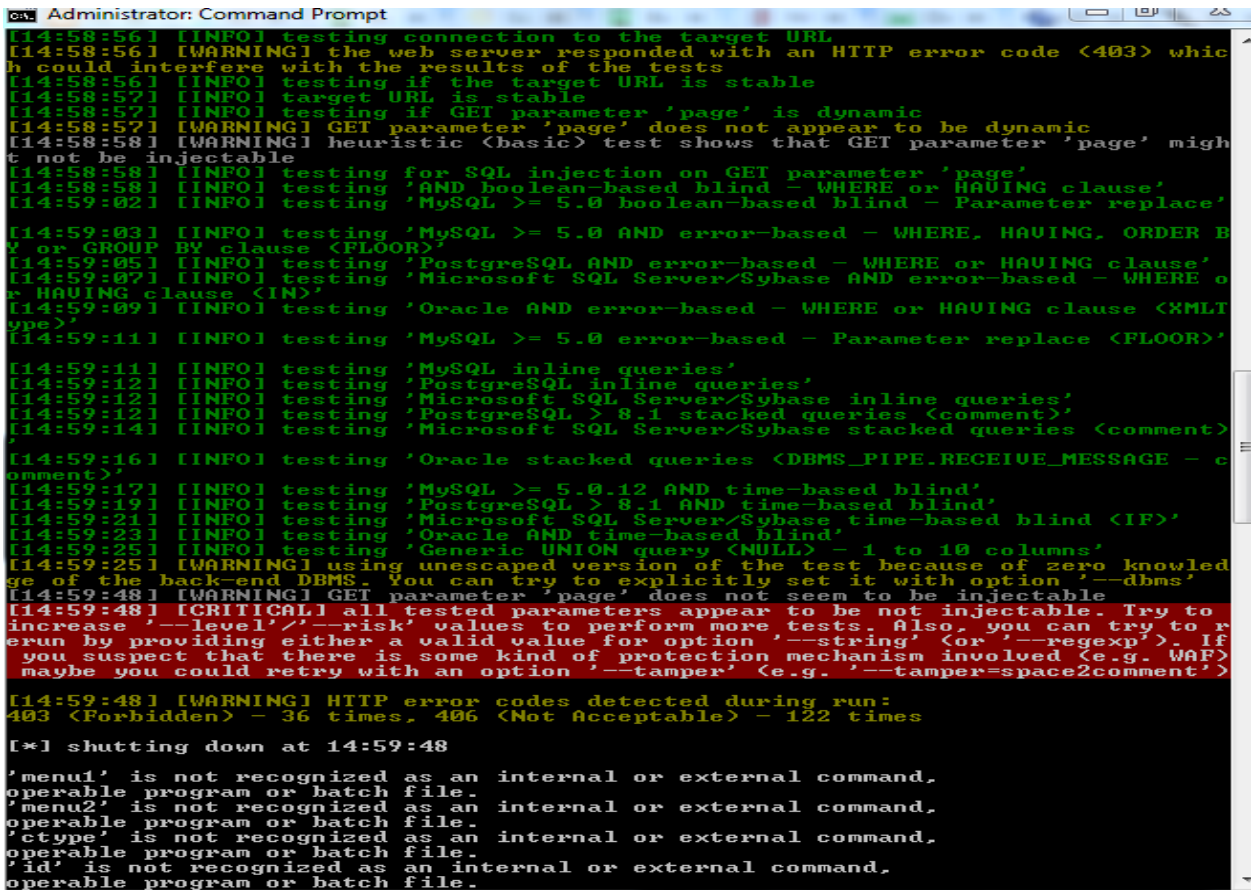 Administrator: Command Prompt
[14:58:56] [INFO] testing connection to the target URL
[14:58:56] [WARNING] the web server responded with an HTTP error code (403) whic
h could interfere with the results of the tests
[14:58:56] [INFO] testing if the target URL is stable
[14:58:57] [INFO] target URL is stable
[14:58:57] [INFO] testing if GET parameter 'page' is dynamic
[14:58:57] [WARNING] GET parameter 'page' does not appear to be dynamic
[14:58:58] [WARNING] heuristic (basic) test shows that GET parameter 'page' migh
t not be injectable
[14:58:58] [INFO] testing for SQL injection on GET parameter 'page'
[14:58:58] [INFO] testing 'AND boolean-based blind - WHERE or HAVING clause'
[14:59:02] [INFO] testing 'MySQL >= 5.0 boolean-based blind - Parameter replace'
[14:59:03] [INFO] testing 'MySQL >= 5.0 AND error-based - WHERE, HAVING, ORDER B
Y or GROUP BY clause (FLOOR)'
[14:59:05] [INFO] testing 'PostgreSQL AND error-based - WHERE or HAVING clause'
[14:59:07] [INFO] testing 'Microsoft SQL Server/Sybase AND error-based - WHERE o
r HAVING clause (IN)'
[14:59:09] [INFO] testing 'Oracle AND error-based - WHERE or HAVING clause (XMLT
ype)'
[14:59:11] [INFO] testing 'MySQL >= 5.0 error-based - Parameter replace (FLOOR)'
[14:59:11] [INFO] testing 'MySQL inline queries'
[14:59:12] [INFO] testing 'PostgreSQL inline queries'
[14:59:12] [INFO] testing 'Microsoft SQL Server/Sybase inline queries'
[14:59:12] [INFO] testing 'PostgreSQL > 8.1 stacked queries (comment)'
[14:59:14] [INFO] testing 'Microsoft SQL Server/Sybase stacked queries (comment)
'
[14:59:16] [INFO] testing 'Oracle stacked queries (DBMS_PIPE.RECEIVE_MESSAGE - c
omment)'
[14:59:17] [INFO] testing 'MySQL >= 5.0.12 AND time-based blind'
[14:59:19] [INFO] testing 'PostgreSQL > 8.1 AND time-based blind'
[14:59:21] [INFO] testing 'Microsoft SQL Server/Sybase time-based blind (IF)'
[14:59:23] [INFO] testing 'Oracle AND time-based blind'
[14:59:25] [INFO] testing 'Generic UNION query (NULL) - 1 to 10 columns'
[14:59:25] [WARNING] using unescaped version of the test because of zero knowled
ge of the back-end DBMS. You can try to explicitly set it with option '--dbms'
[14:59:48] [WARNING] GET parameter 'page' does not seem to be injectable
[14:59:48] [CRITICAL] all tested parameters appear to be not injectable. Try to
increase '--level'/'--risk' values to perform more tests. Also, you can try to r
erun by providing either a valid value for option '--string' (or '--regexp'). If
 you suspect that there is some kind of protection mechanism involved (e.g. WAF)
 maybe you could retry with an option '--tamper' (e.g. '--tamper=space2comment')
[14:59:48] [WARNING] HTTP error codes detected during run:
403 (Forbidden) - 36 times, 406 (Not Acceptable) - 122 times
[*] shutting down at 14:59:48
'menu1' is not recognized as an internal or external command,
operable program or batch file.
'menu2' is not recognized as an internal or external command,
operable program or batch file.
'ctype' is not recognized as an internal or external command,
operable program or batch file.
'id' is not recognized as an internal or external command,
operable program or batch file.